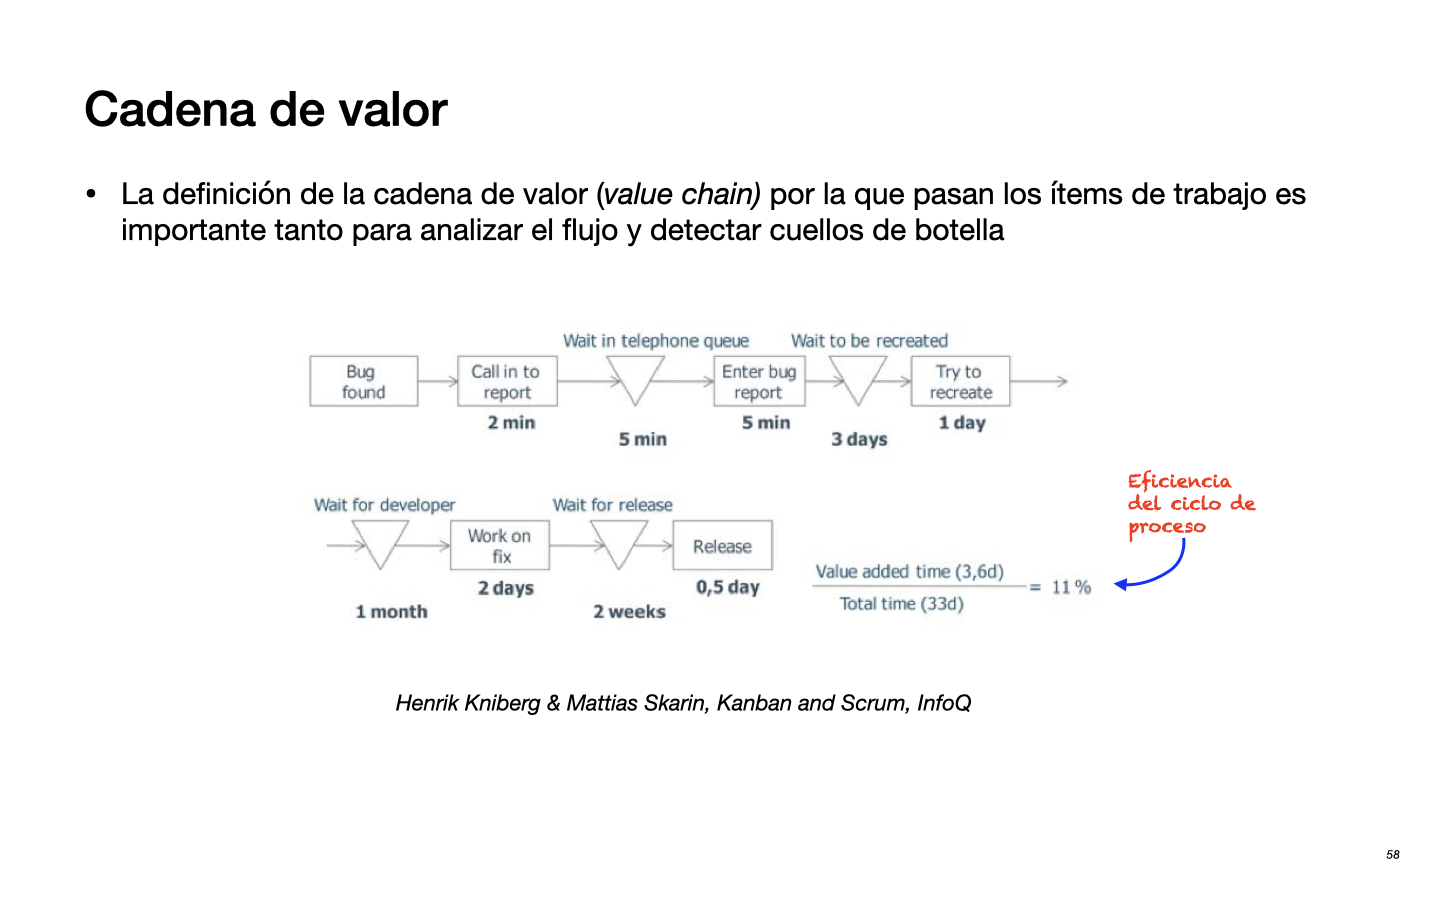 Cadena de valor
• La definición de la cadena de valor (value chain) por la que pasan los ítems de trabajo es
importante tanto para analizar el flujo y detectar cuellos de botella
Wait in telephone queue
Wait to be recreated
Bug
found
Call in to
report
Enter bug
report
Try to
recreate
2 min
5 min
5 min
3 days
1 day
Eficiencia
del ciclo de
proceso
Wait for developer
Wait for release
Work on
fix
Release
2 days
0,5 day
1 month
2 weeks
Value added time (3,6d)
= 11 %
Total time (33d)
Henrik Kniberg & Mattias Skarin, Kanban and Scrum, InfoQ
58